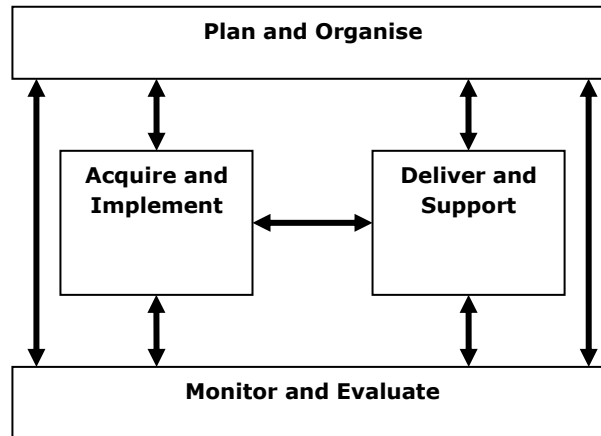 Plan and Organise
Acquire and
Implement
Deliver and
Support
Monitor and Evaluate